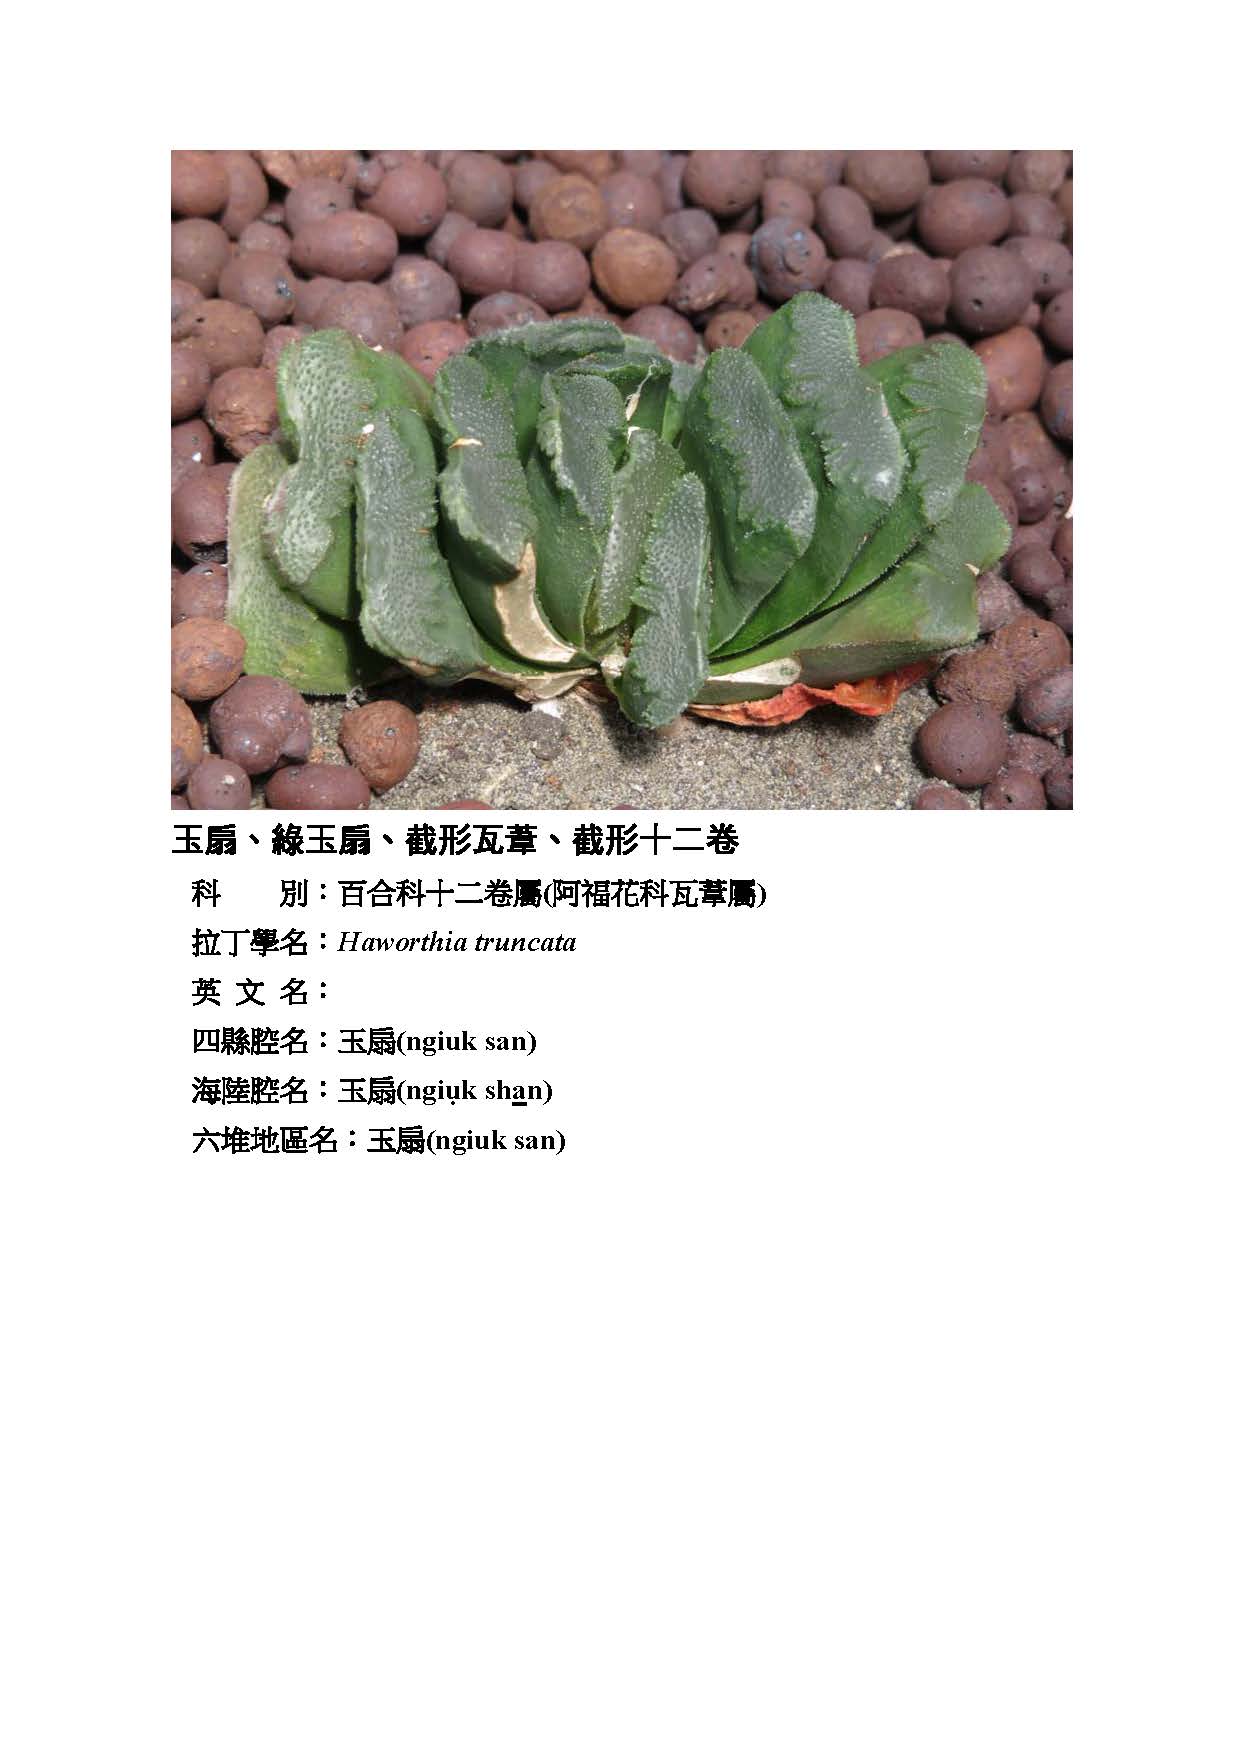 玉扇、綠玉扇、截形瓦葦、截形十二卷
科　　別：百合科十二卷屬(阿福花科瓦葦屬)
拉丁學名：Haworthia truncata
英 文 名：
四縣腔名：玉扇(ngiuk san)
海陸腔名：玉扇(ngiụk sha̲n)
六堆地區名：玉扇(ngiuk san)